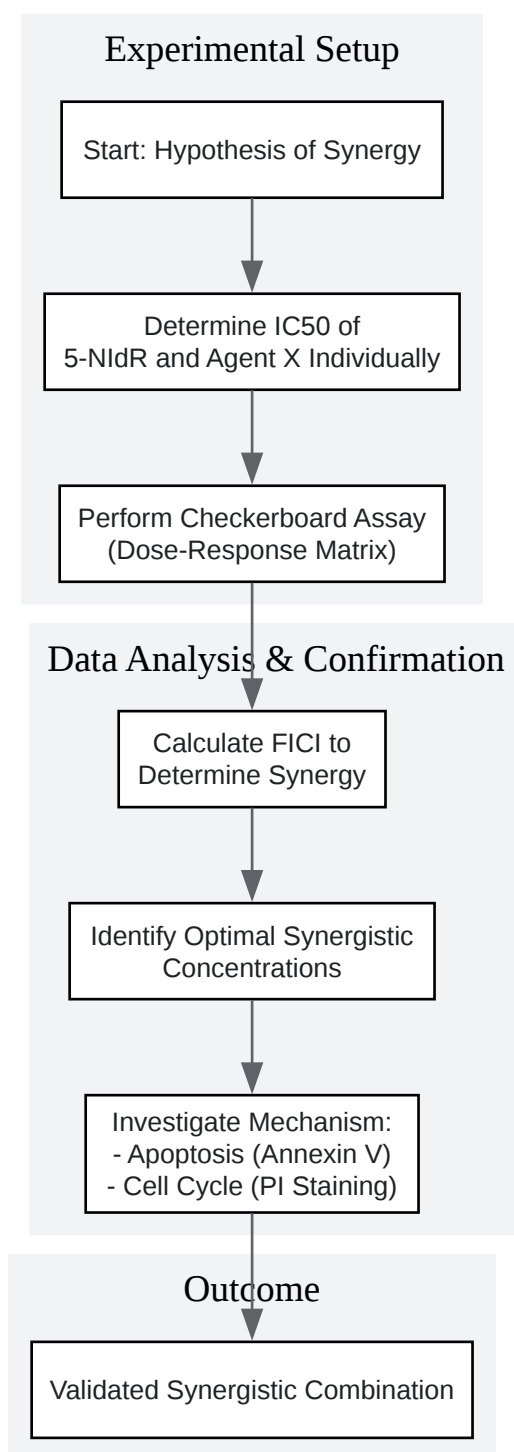 Experimental Setup
Start: Hypothesis of Synergy
Determine IC50 of
5-NIdR and Agent X Individually
Perform Checkerboard Assay
(Dose-Response Matrix)
Data Analysis & Confirmation
Calculate FICI to
Determine Synergy
Identify Optimal Synergistic
Concentrations
Investigate Mechanism:
- Apoptosis (Annexin V)
- Cell Cycle (PI Staining)
Outcome
Validated Synergistic Combination